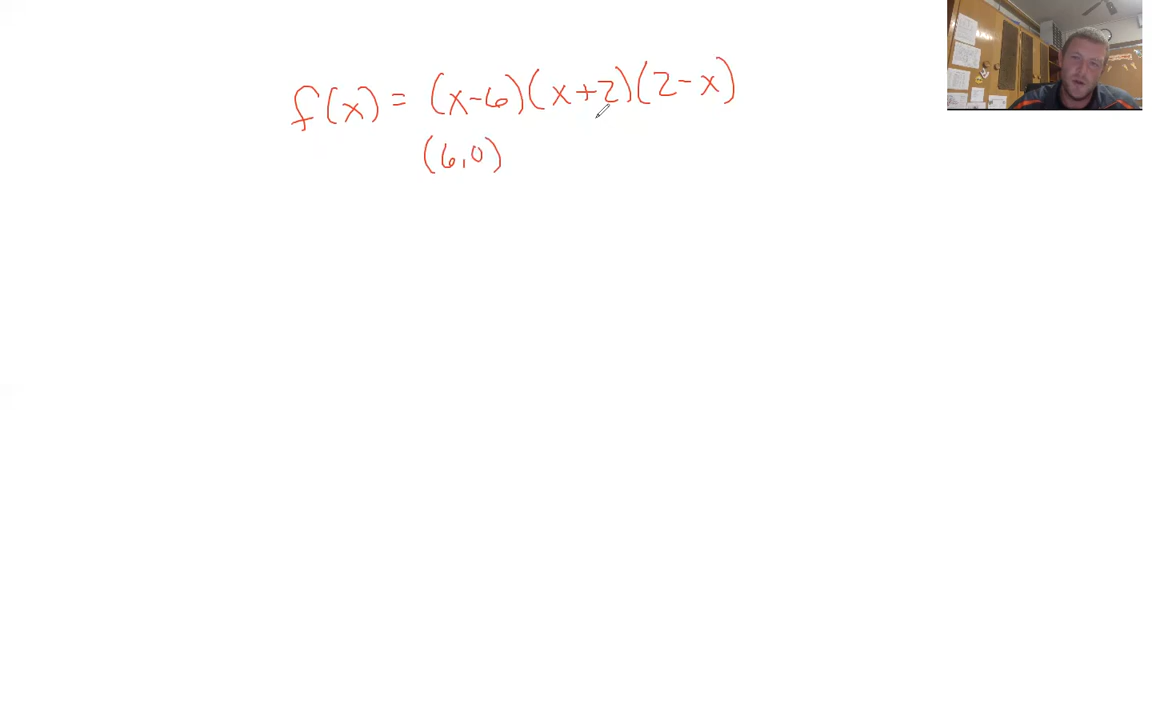 f(x) = (x-6)(x+2)(2-x)
(6,0)